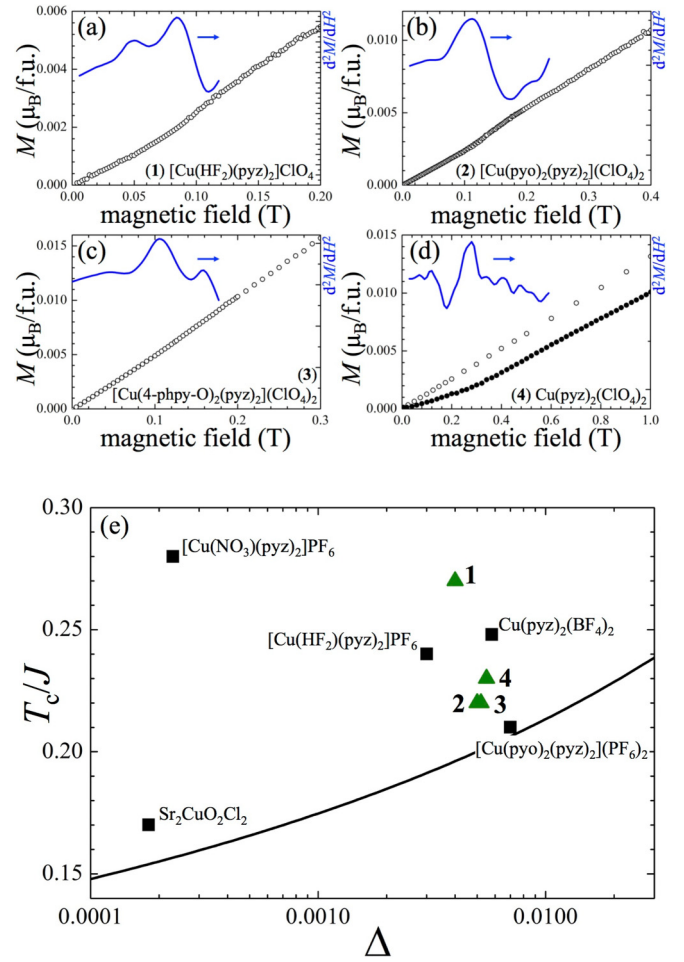 (a)
0.006
0.004
0.002
0.000
0.00 0.05 0.10 0.15 0.20
M (μB/f.u.)
d²M/dH²
(1) [Cu(HF₂)(pyz)₂]ClO₄
magnetic field (T)
(b)
0.010
0.005
0.000
0.0 0.1 0.2 0.3 0.4
M (μB/f.u.)
d²M/dH²
(2) [Cu(pyo)₂(pyz)₂](ClO₄)₂
magnetic field (T)
(c)
0.015
0.010
0.005
0.000
0.0 0.1 0.2 0.3
M (μB/f.u.)
d²M/dH²
(3)
[Cu(4-phpy-O)₂(pyz)₂](ClO₄)₂
magnetic field (T)
(d)
0.015
0.010
0.005
0.000
0.0 0.2 0.4 0.6 0.8 1.0
M (μB/f.u.)
d²M/dH²
(4) Cu(pyz)₂(ClO₄)₂
magnetic field (T)
(e)
0.30
0.25
0.20
0.15
Tc/J
[Cu(NO₃)(pyz)₂]PF₆
1
[Cu(HF₂)(pyz)₂]PF₆
Cu(pyz)₂(BF₄)₂
4
2 3
[Cu(pyo)₂(pyz)₂](PF₆)₂
Sr₂CuO₂Cl₂
0.0001 0.0010 0.0100
Δ